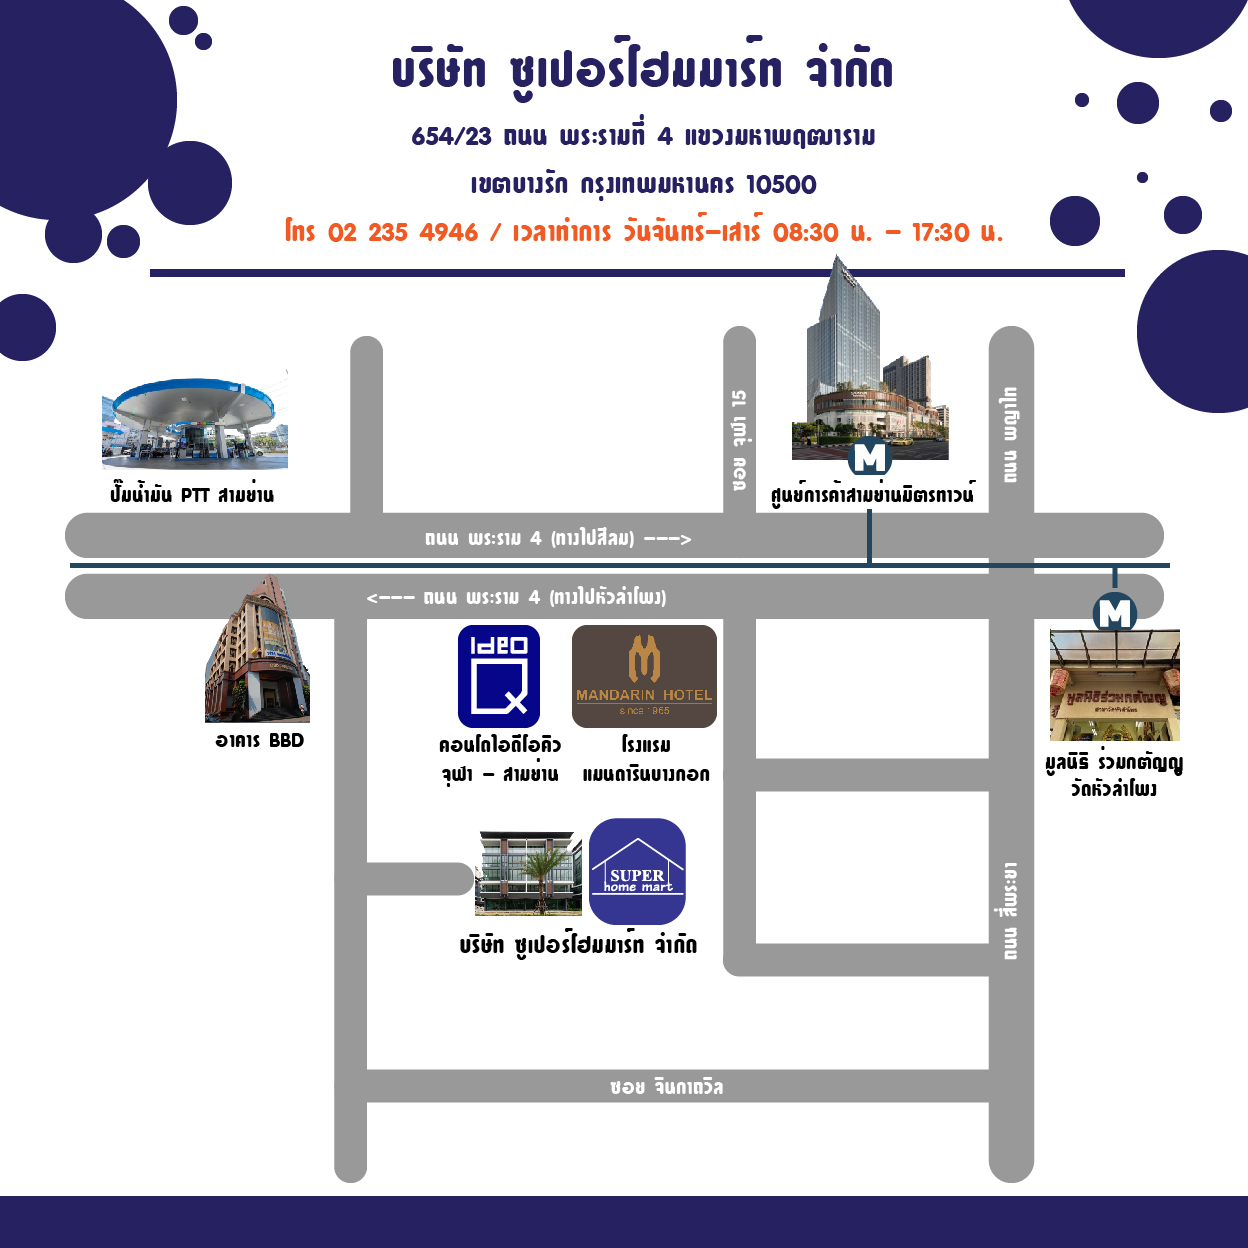 บริษัท ซูเปอร์โฮมมาร์ท จำกัด
654/23 ถนน พระรามที่ 4 แขวงมหาพฤฒาราม
เขตบางรัก กรุงเทพมหานคร 10500
โทร 02 235 4946 / เวลาทำการ วันจันทร์-เสาร์ 08:30 น. - 17:30 น.
ซอย จุฬา 15
ถนน พญาไท
M
ปั๊มน้ำมัน PTT สามย่าน
ศูนย์การค้าสามย่านมิตรทาวน์
ถนน พระราม 4 (ทางไปสีลม) --->
<--- ถนน พระราม 4 (ทางไปหัวลำโพง)
M
IDEO
Q
MANDARIN HOTEL
since 1965
มูลนิธิร่วมกตัญญู
อาคาร BBD
คอนโดไอดีโอคิว
จุฬา - สามย่าน
โรงแรม
แมนดารินบางกอก
มูลนิธิ ร่วมกตัญญู
วัดหัวลำโพง
SUPER
home mart
บริษัท ซูเปอร์โฮมมาร์ท จำกัด
ถนน สี่พระยา
ซอย จินดาถวิล